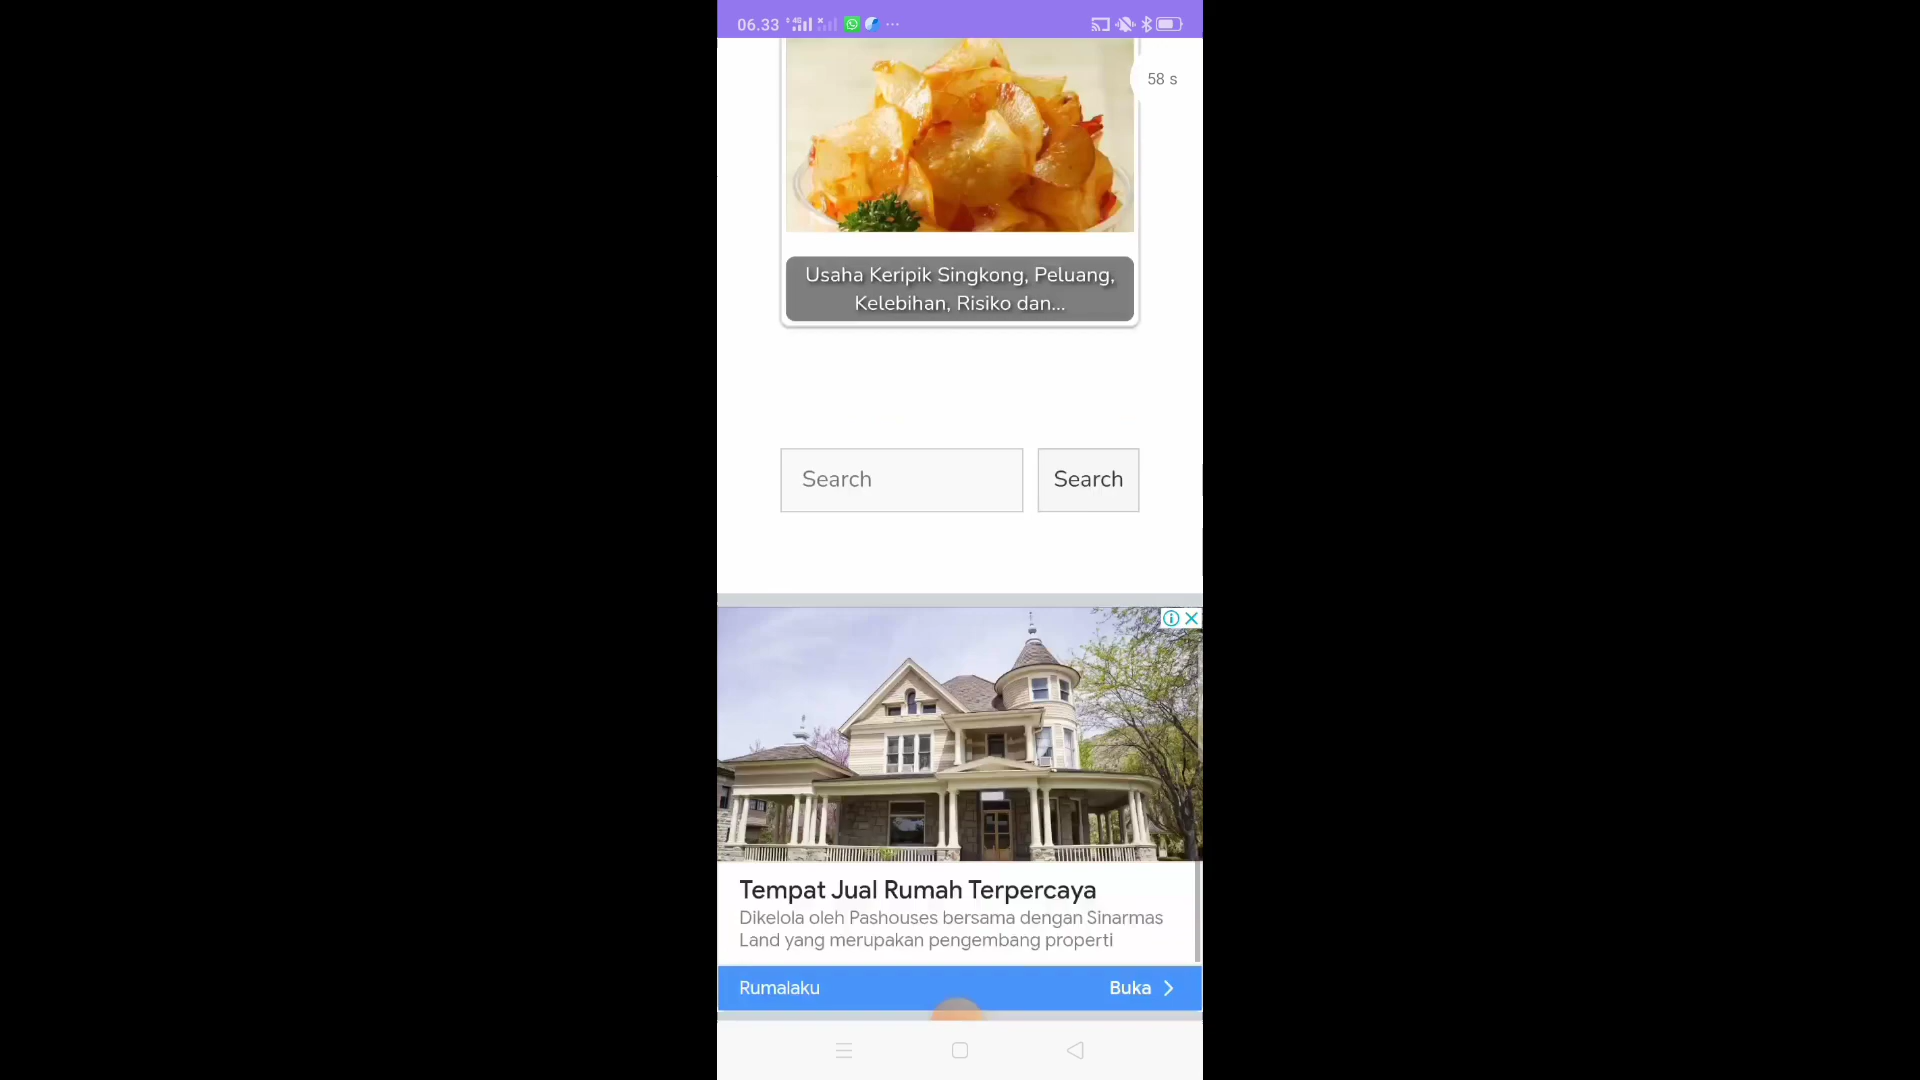 06.33
58 s
Usaha Keripik Singkong, Peluang,
Kelebihan, Risiko dan...
Search Search
Tempat Jual Rumah Terpercaya
Dikelola oleh Pashouses bersama dengan Sinarmas
Land yang merupakan pengembang properti
Rumalaku Buka